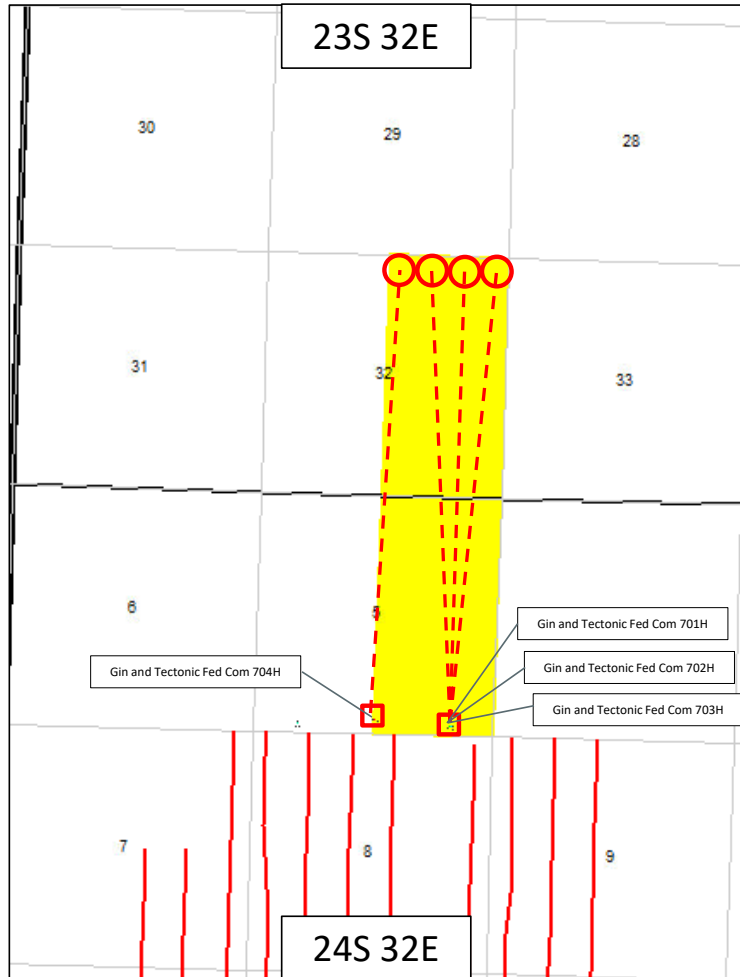 23S 32E
30
29
28
31
32
33
6
5
Gin and Tectonic Fed Com 701H
Gin and Tectonic Fed Com 704H
Gin and Tectonic Fed Com 702H
Gin and Tectonic Fed Com 703H
7
8
9
24S 32E